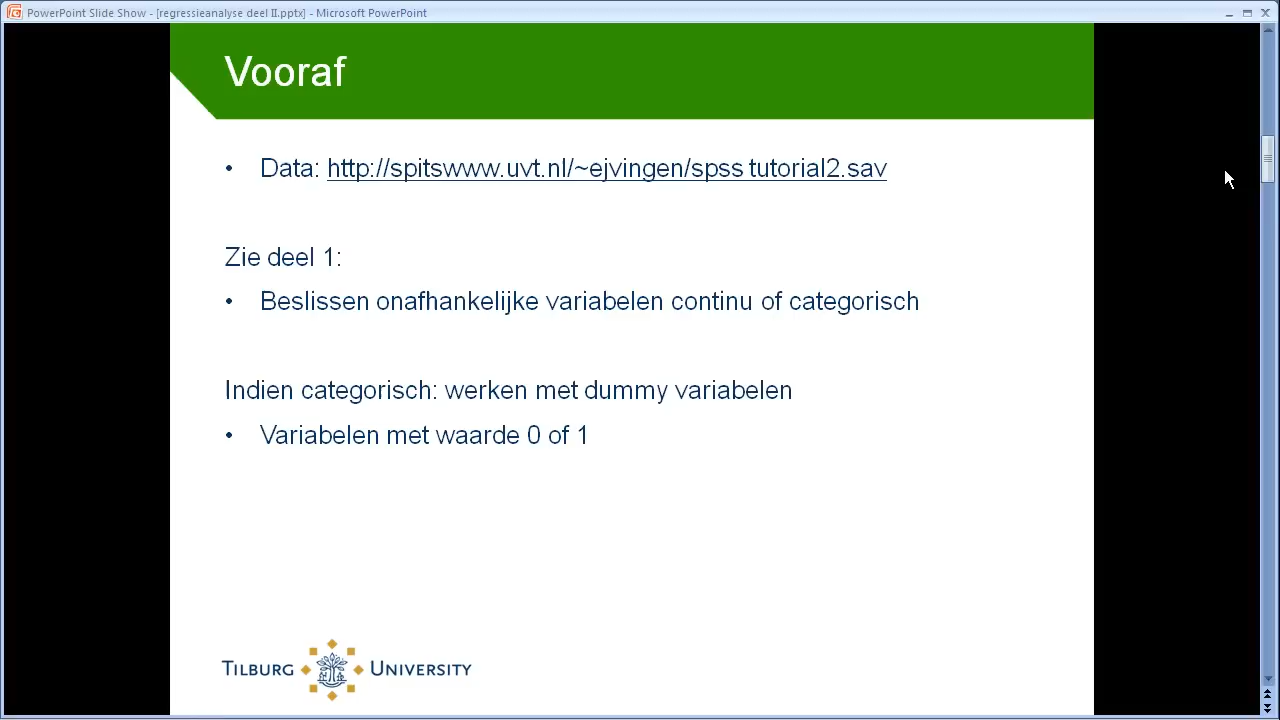 PowerPoint Slide Show - [regressieanalyse deel II.pptx] - Microsoft PowerPoint
Vooraf
• Data: http://spitswww.uvt.nl/~ejvingen/spss tutorial2.sav
Zie deel 1:
• Beslissen onafhankelijke variabelen continu of categorisch
Indien categorisch: werken met dummy variabelen
• Variabelen met waarde 0 of 1
TILBURG UNIVERSITY